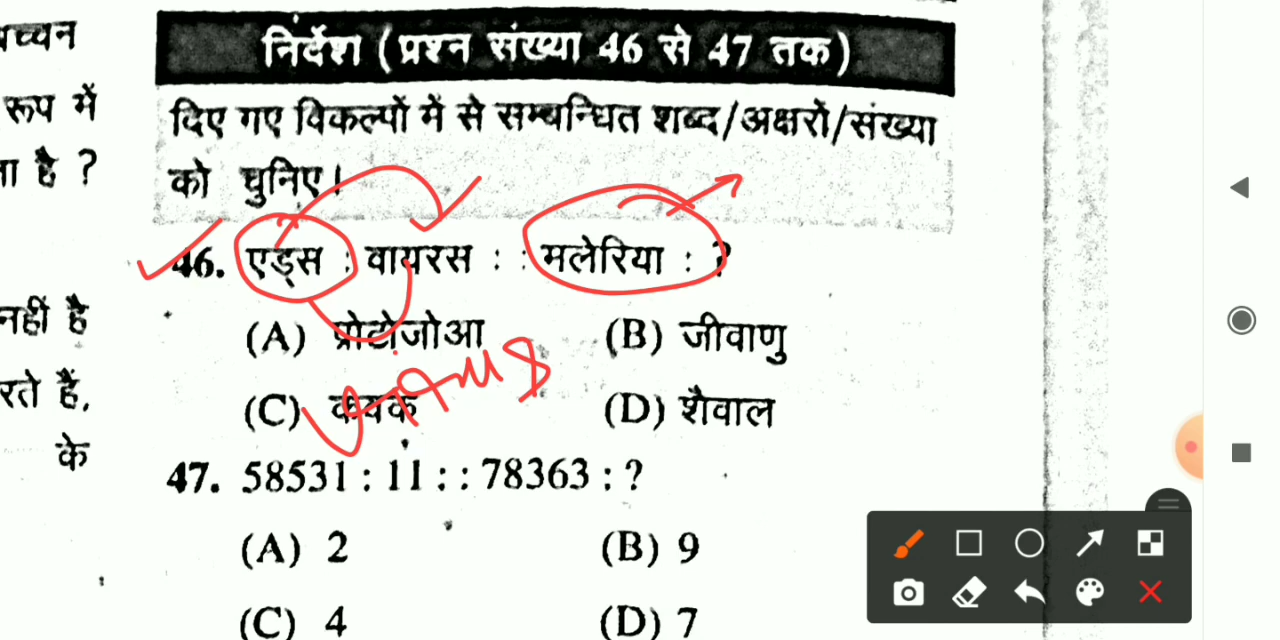 च्चन
निर्देश (प्रश्न संख्या 46 से 47 तक)
रूप में
दिए गए विकल्पों में से सम्बन्धित शब्द/अक्षरों/संख्या
है ?
को चुनिए।
46. एड्स : वायरस : : मलेरिया : ?
नहीं है
(A) प्रोटोजोआ (B) जीवाणु
रते हैं,
(C) कवक (D) शैवाल
के
47. 58531 : 11 : : 78363 : ?
(A) 2 (B) 9
(C) 4 (D) 7